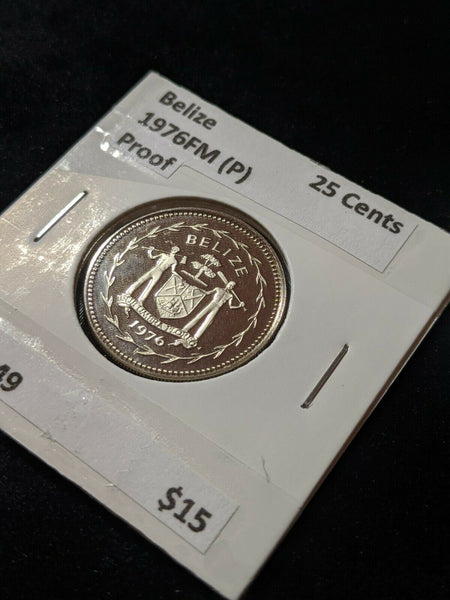 Belize
1976FM (P)
Proof
25 Cents
BELIZE
1976
49
$15